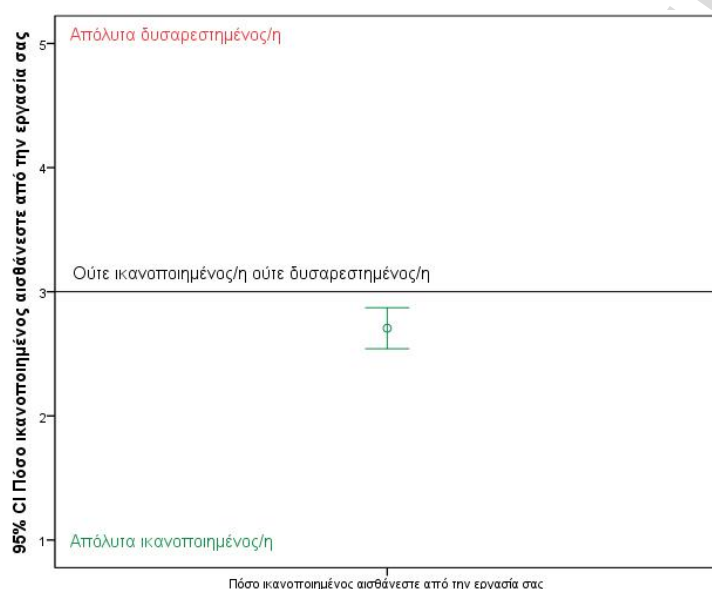 95% CI Πόσο ικανοποιημένος αισθάνεστε από την εργασία σας
5
Απόλυτα δυσαρεστημένος/η
4
Ούτε ικανοποιημένος/η ούτε δυσαρεστημένος/η
3
2
1
Απόλυτα ικανοποιημένος/η
Πόσο ικανοποιημένος αισθάνεστε από την εργασία σας